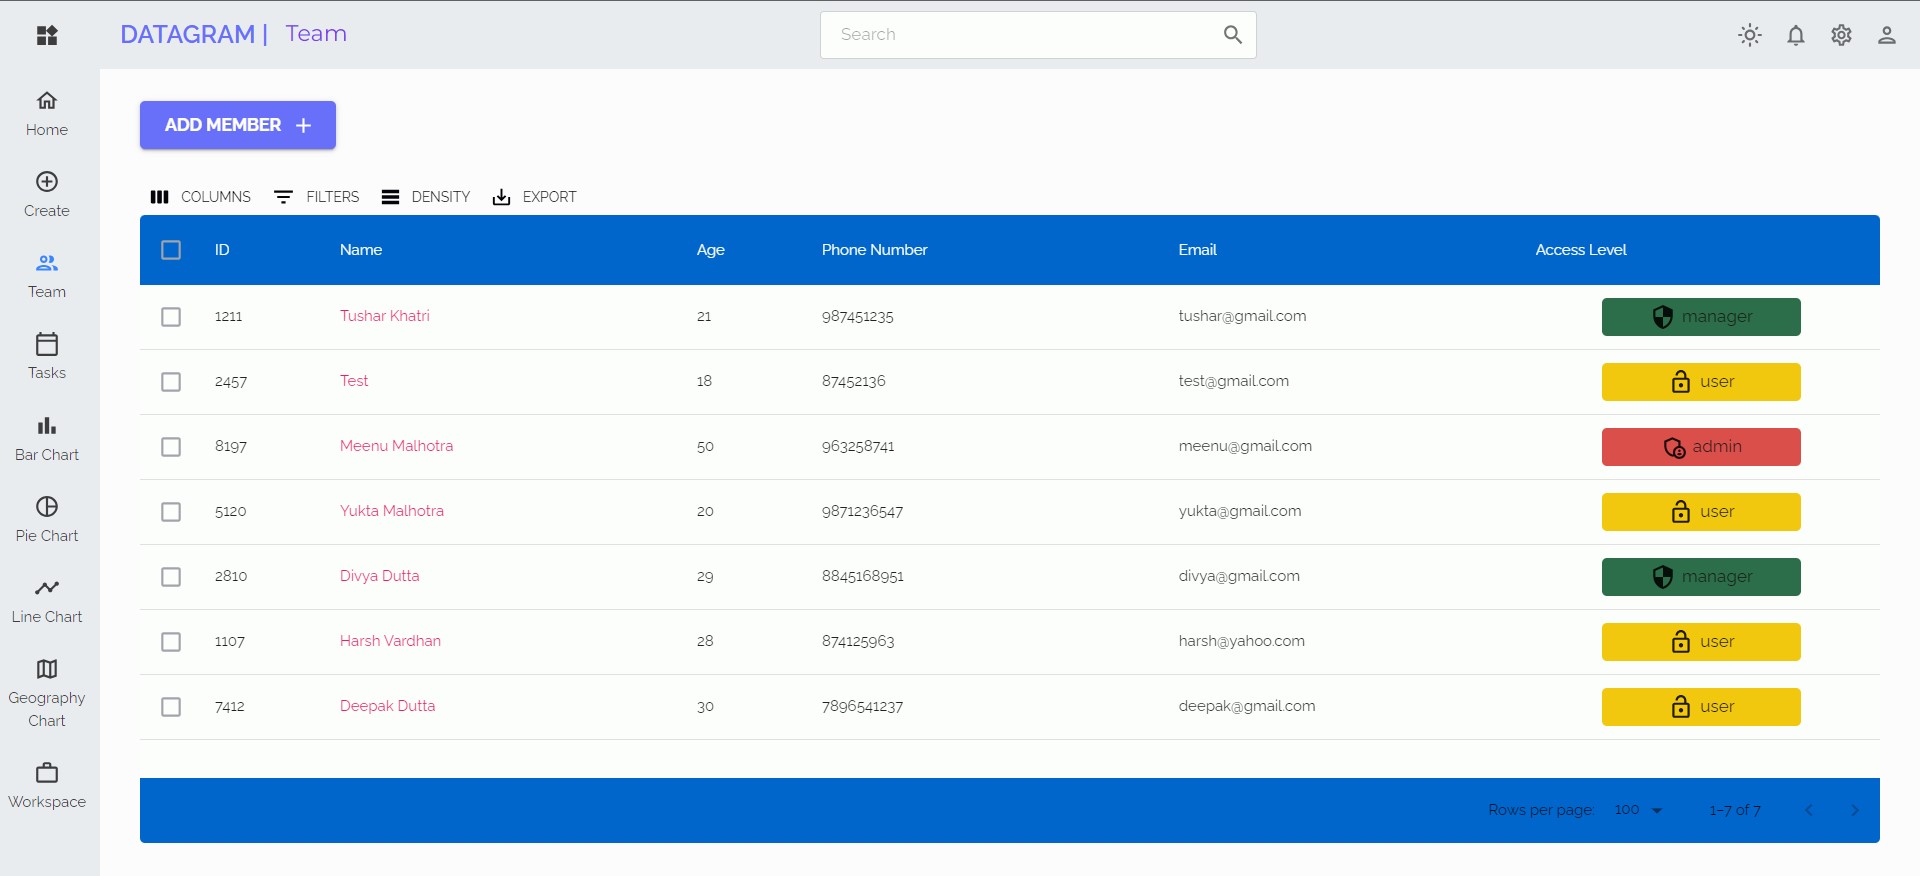 DATAGRAM | Team
Search
Home
Create
Team
Tasks
Bar Chart
Pie Chart
Line Chart
Geography
Chart
Workspace
ADD MEMBER +
COLUMNS FILTERS DENSITY EXPORT
ID Name Age Phone Number Email Access Level
1211 Tushar Khatri 21 987451235 tushar@gmail.com manager
2457 Test 18 87452136 test@gmail.com user
8197 Meenu Malhotra 50 963258741 meenu@gmail.com admin
5120 Yukta Malhotra 20 9871236547 yukta@gmail.com user
2810 Divya Dutta 29 8845168951 divya@gmail.com manager
1107 Harsh Vardhan 28 874125963 harsh@yahoo.com user
7412 Deepak Dutta 30 7896541237 deepak@gmail.com user
Rows per page: 100 1–7 of 7